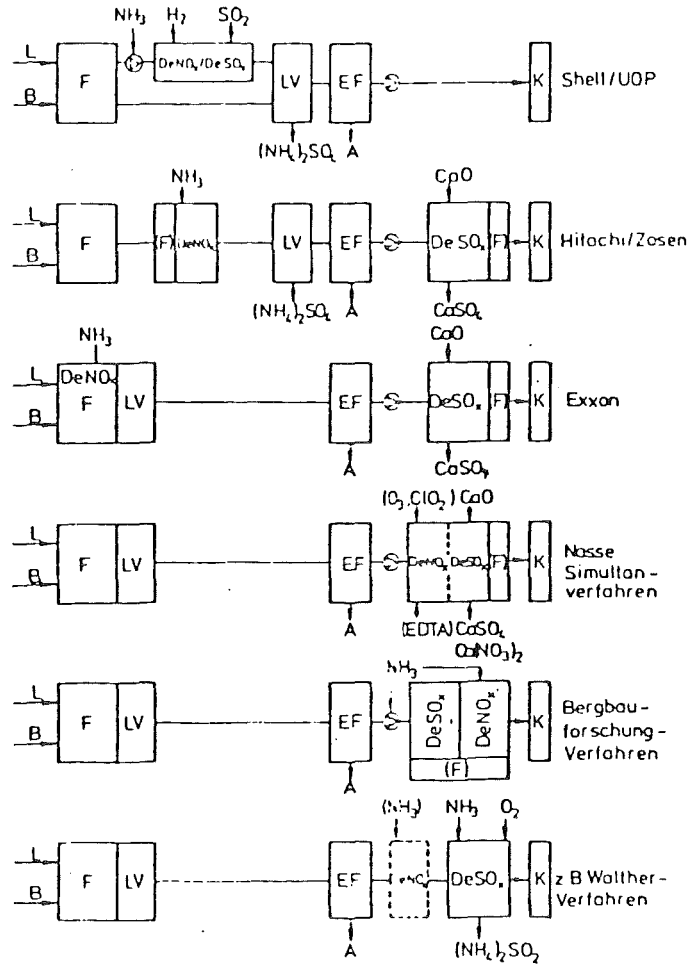 NH₃ H₂ SO₂
L F DeNOₓ/DeSOₓ LV EF K Shell/UOP
B
(NH₄)₂SO₄ A
NH₃ CaO
L F (F) DeNOₓ LV EF DeSOₓ (F) K Hitachi/Zosen
B
(NH₄)₂SO₄ A CaSO₄
NH₃ CaO
L DeNOₓ
F LV EF DeSOₓ (F) K Exxon
B
A CaSO₄
(O₃,ClO₂) CaO
L F LV EF DeNOₓ DeSOₓ (F) K Nasse
B Simultan-
verfahren
A (EDTA) CaSO₄
Ca(NO₃)₂
NH₃
L F LV EF DeSOₓ DeNOₓ K Bergbau-
B forschung-
(F) Verfahren
A
(NH₃) NH₃ O₂
L F LV EF DeSOₓ K z B Walther-
B Verfahren
A (NH₄)₂SO₂